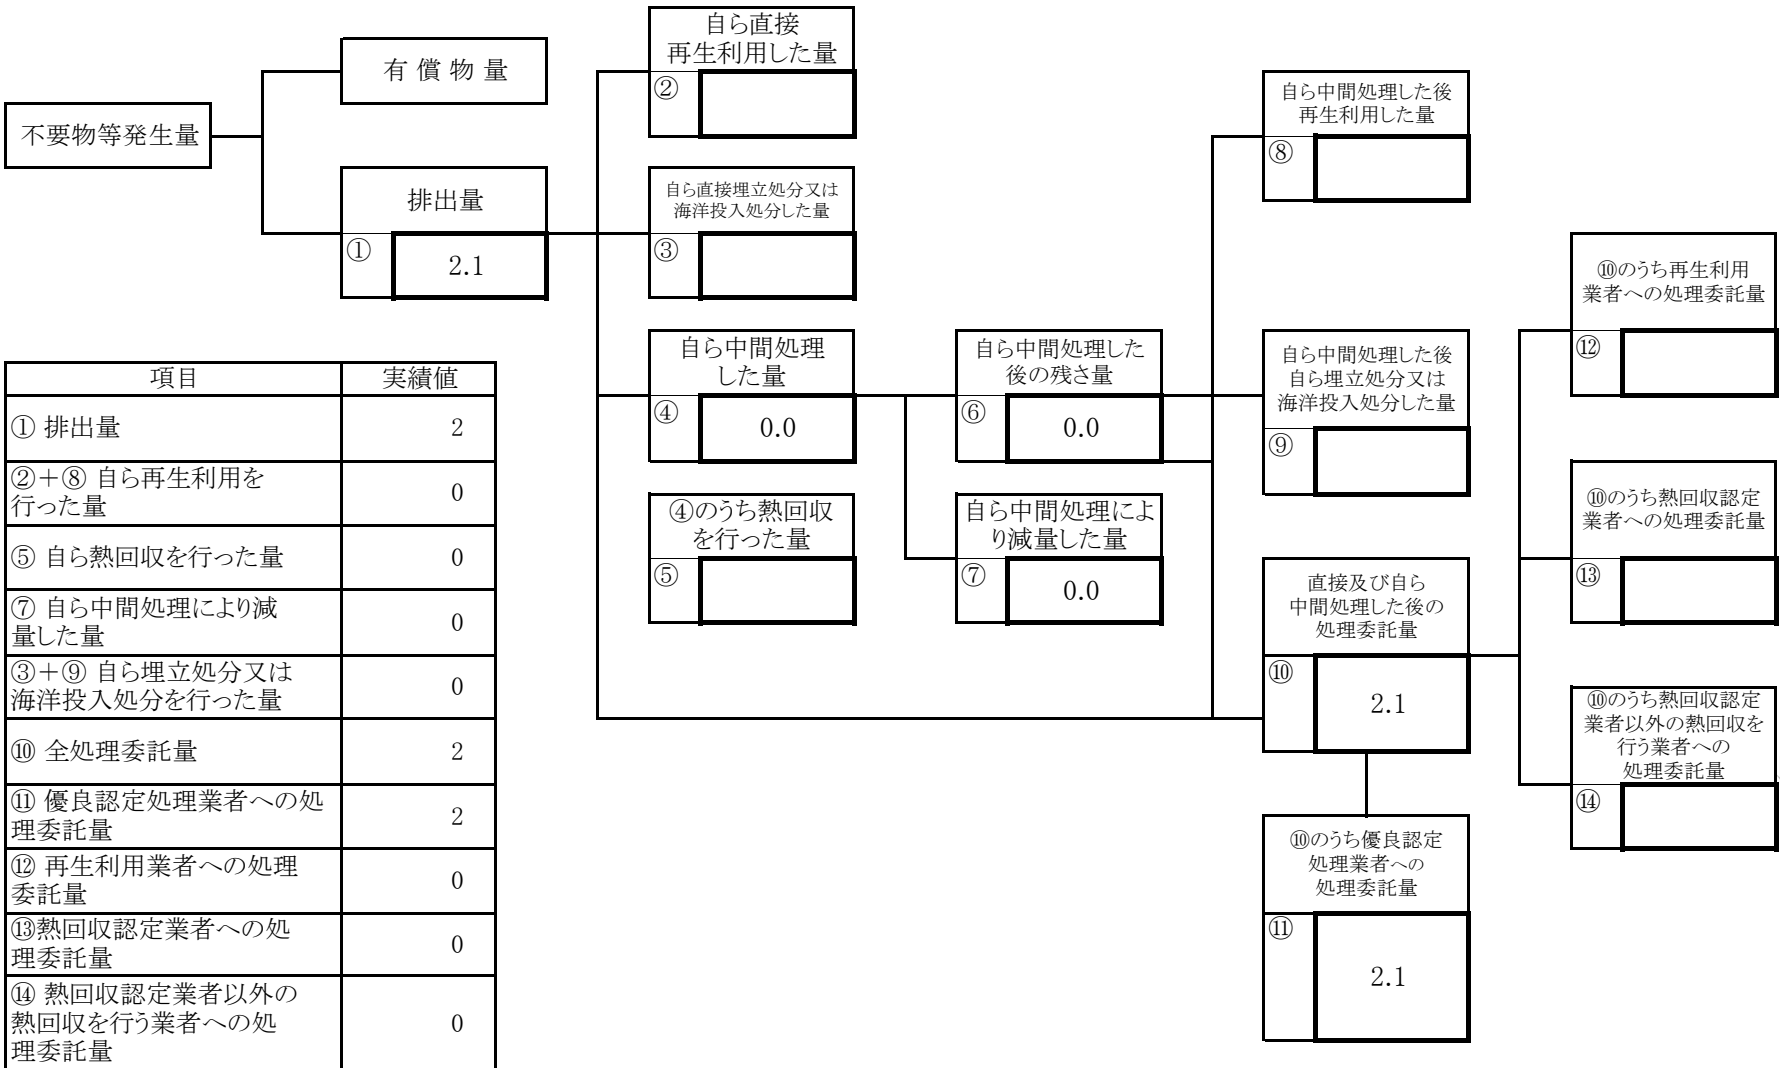 不要物等発生量
有 償 物 量
排出量
①
2.1
自ら直接
再生利用した量
②
自ら直接埋立処分又は
海洋投入処分した量
③
自ら中間処理
した量
④
0.0
④のうち熱回収
を行った量
⑤
自ら中間処理した
後の残さ量
⑥
0.0
自ら中間処理によ
り減量した量
⑦
0.0
自ら中間処理した後
再生利用した量
⑧
自ら中間処理した後
自ら埋立処分又は
海洋投入処分した量
⑨
直接及び自ら
中間処理した後の
処理委託量
⑩
2.1
⑩のうち優良認定
処理業者への
処理委託量
⑪
2.1
⑩のうち再生利用
業者への処理委託量
⑫
⑩のうち熱回収認定
業者への処理委託量
⑬
⑩のうち熱回収認定
業者以外の熱回収を
行う業者への
処理委託量
⑭
項目 実績値
① 排出量 2
②+⑧ 自ら再生利用を
行った量 0
⑤ 自ら熱回収を行った量 0
⑦ 自ら中間処理により減
量した量 0
③+⑨ 自ら埋立処分又は
海洋投入処分を行った量 0
⑩ 全処理委託量 2
⑪ 優良認定処理業者への処
理委託量 2
⑫ 再生利用業者への処理
委託量 0
⑬熱回収認定業者への処
理委託量 0
⑭ 熱回収認定業者以外の
熱回収を行う業者への処
理委託量 0